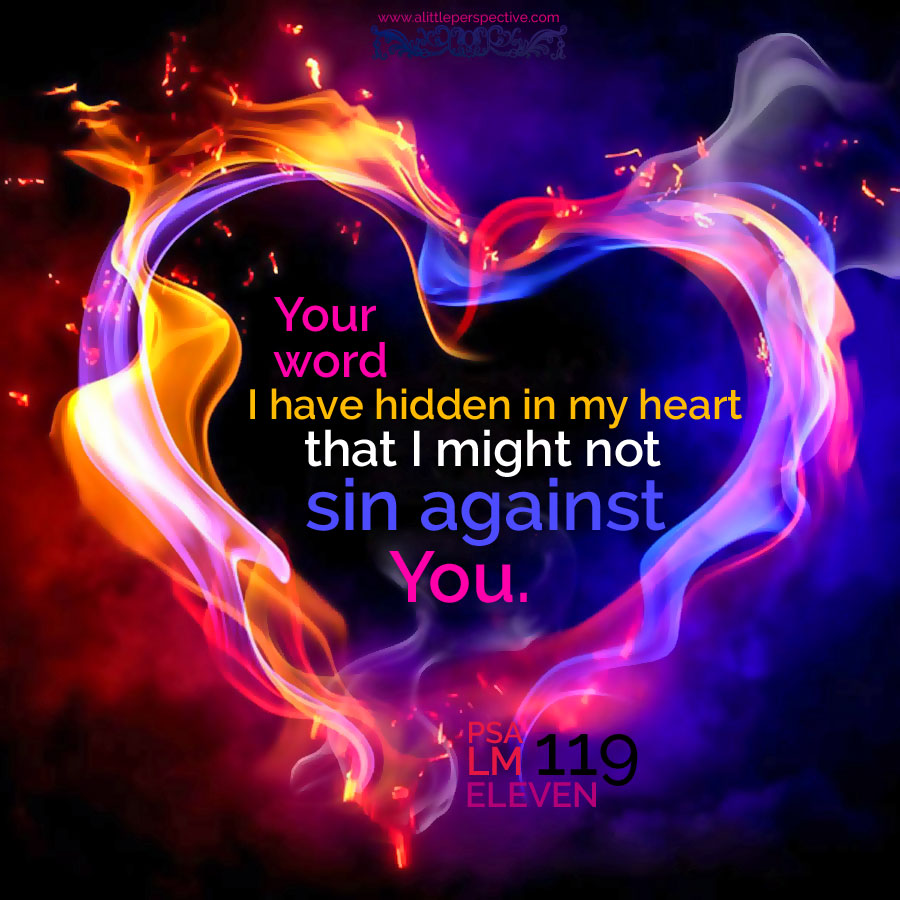 www.alittleperspective.com
Your
word
I have hidden in my heart
that I might not
sin against
You.
PSA
LM 119
ELEVEN